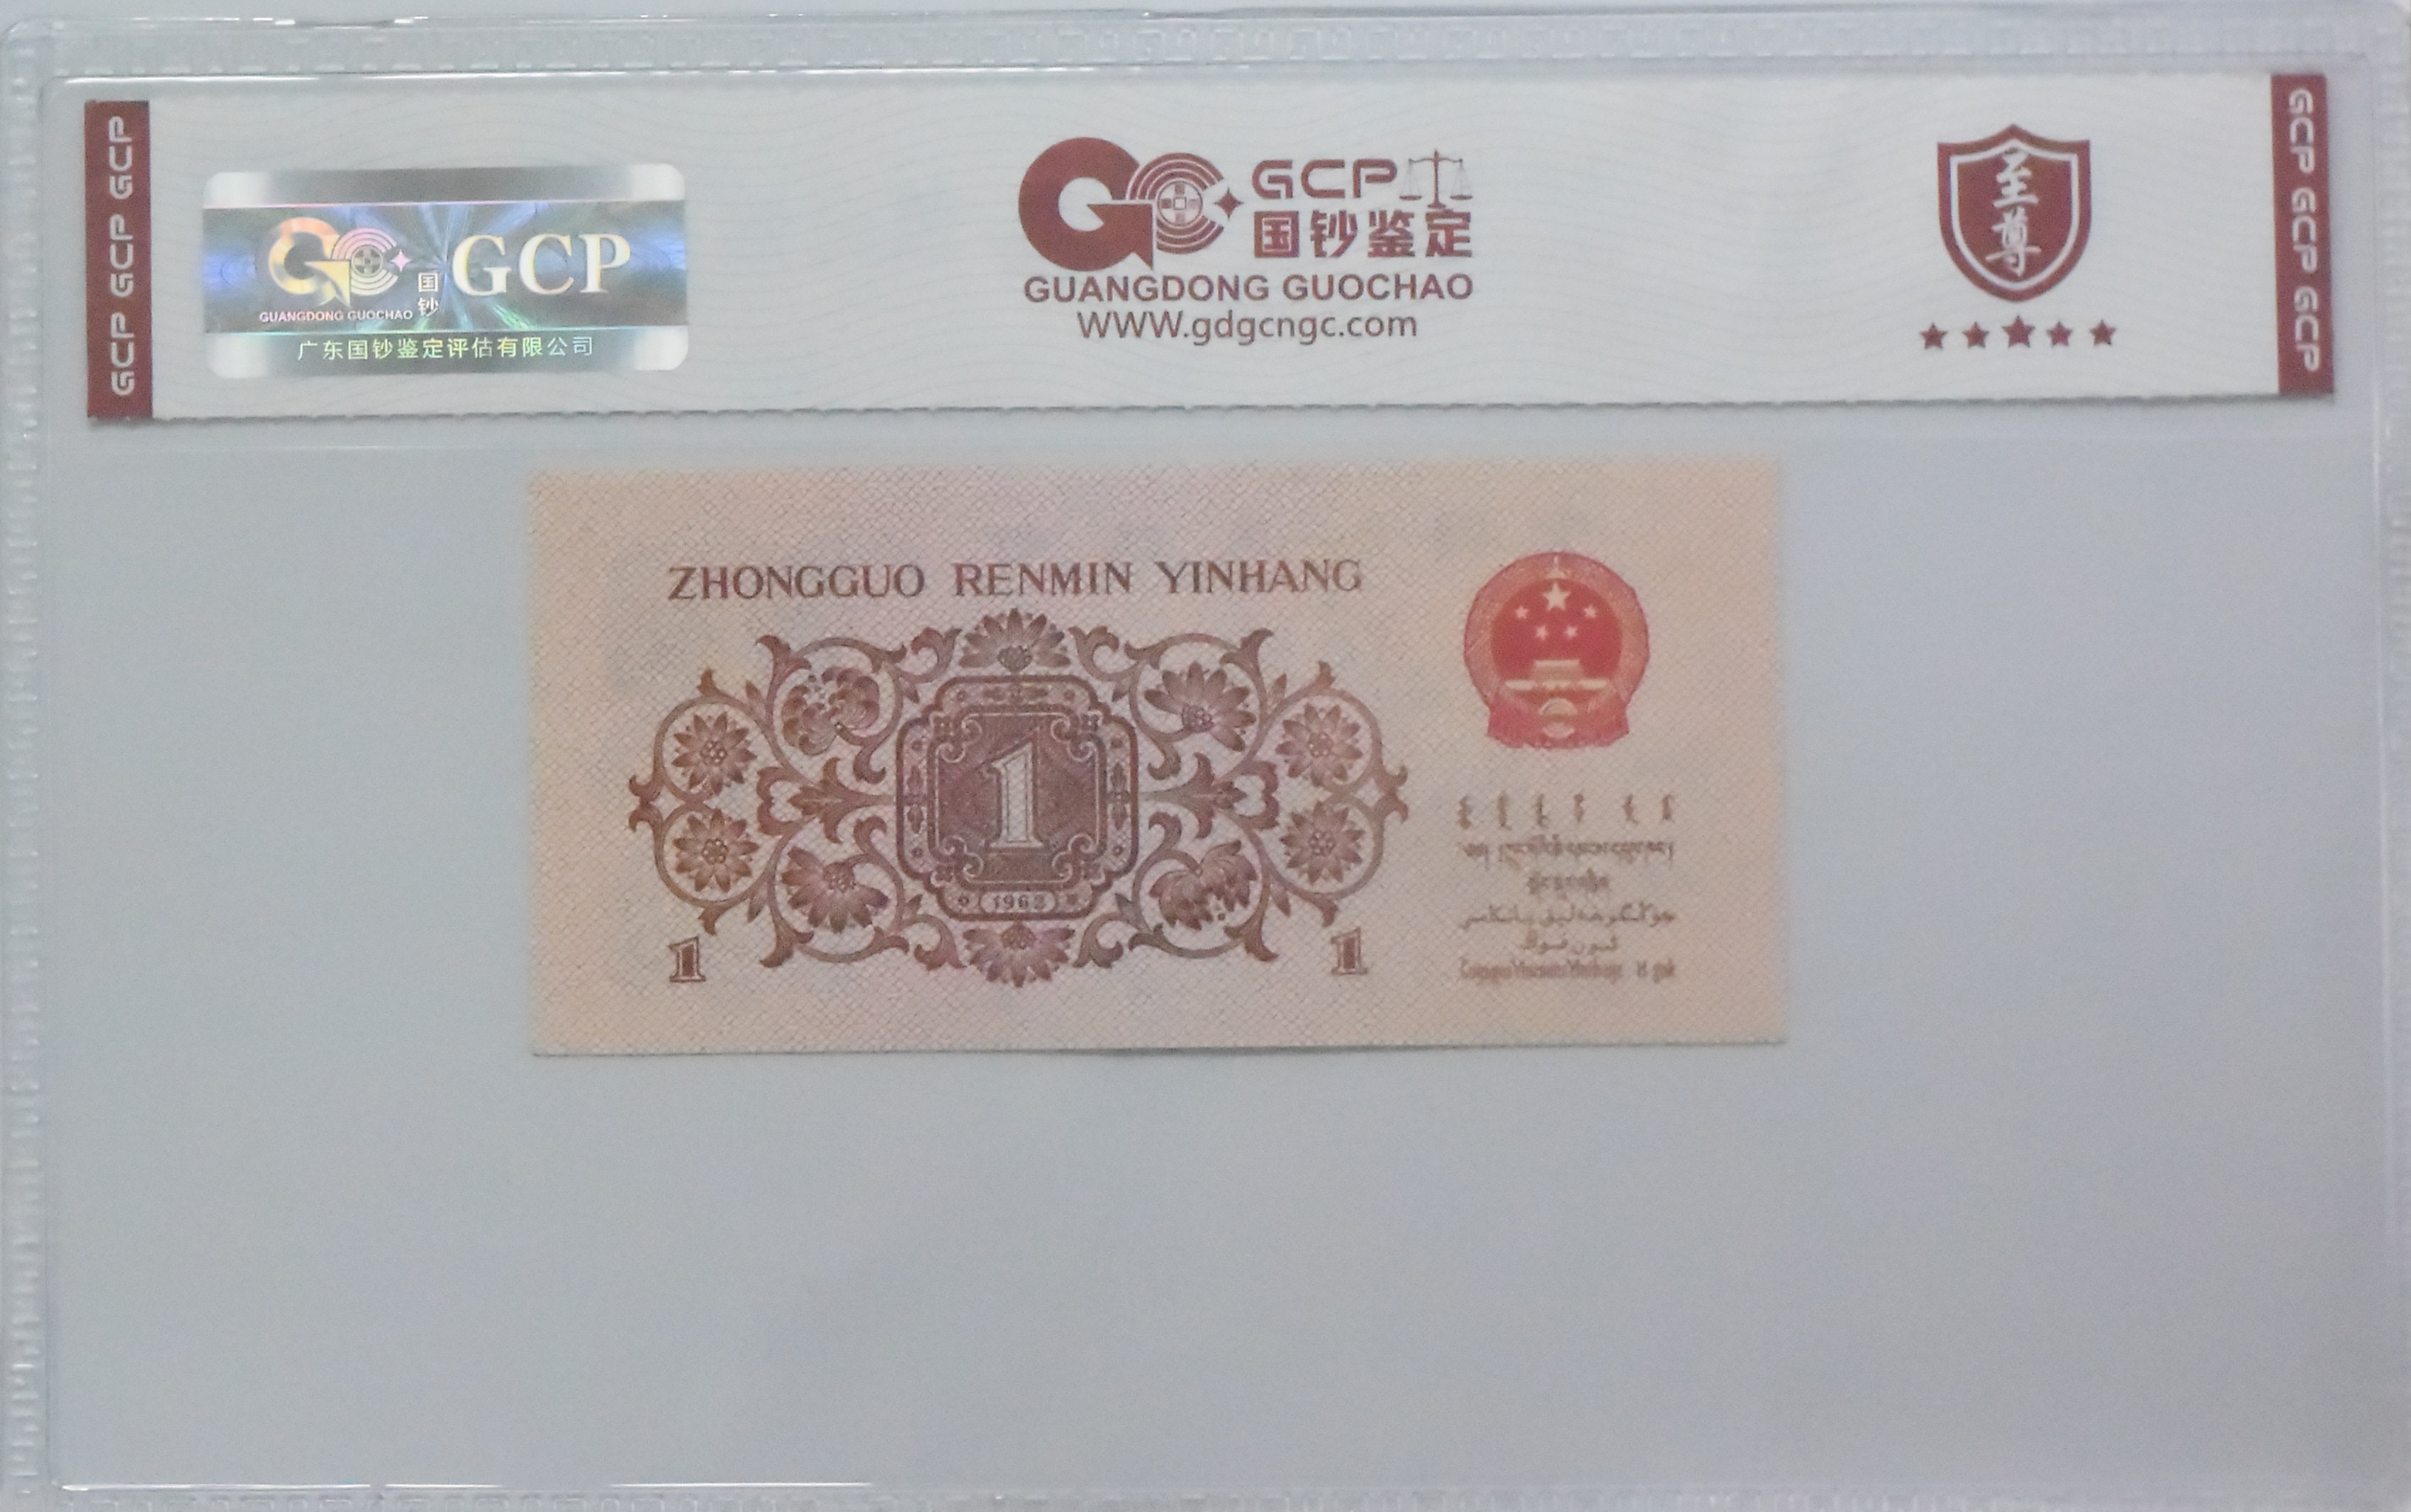 GCP GCP GCP
GCP
国钞
GUANGDONG GUOCHAO
广东国钞鉴定评估有限公司
GCP
国钞鉴定
GUANGDONG GUOCHAO
WWW.gdgcngc.com
至尊
GCP GCP GCP
ZHONGGUO RENMIN YINHANG
1
1962
1 1